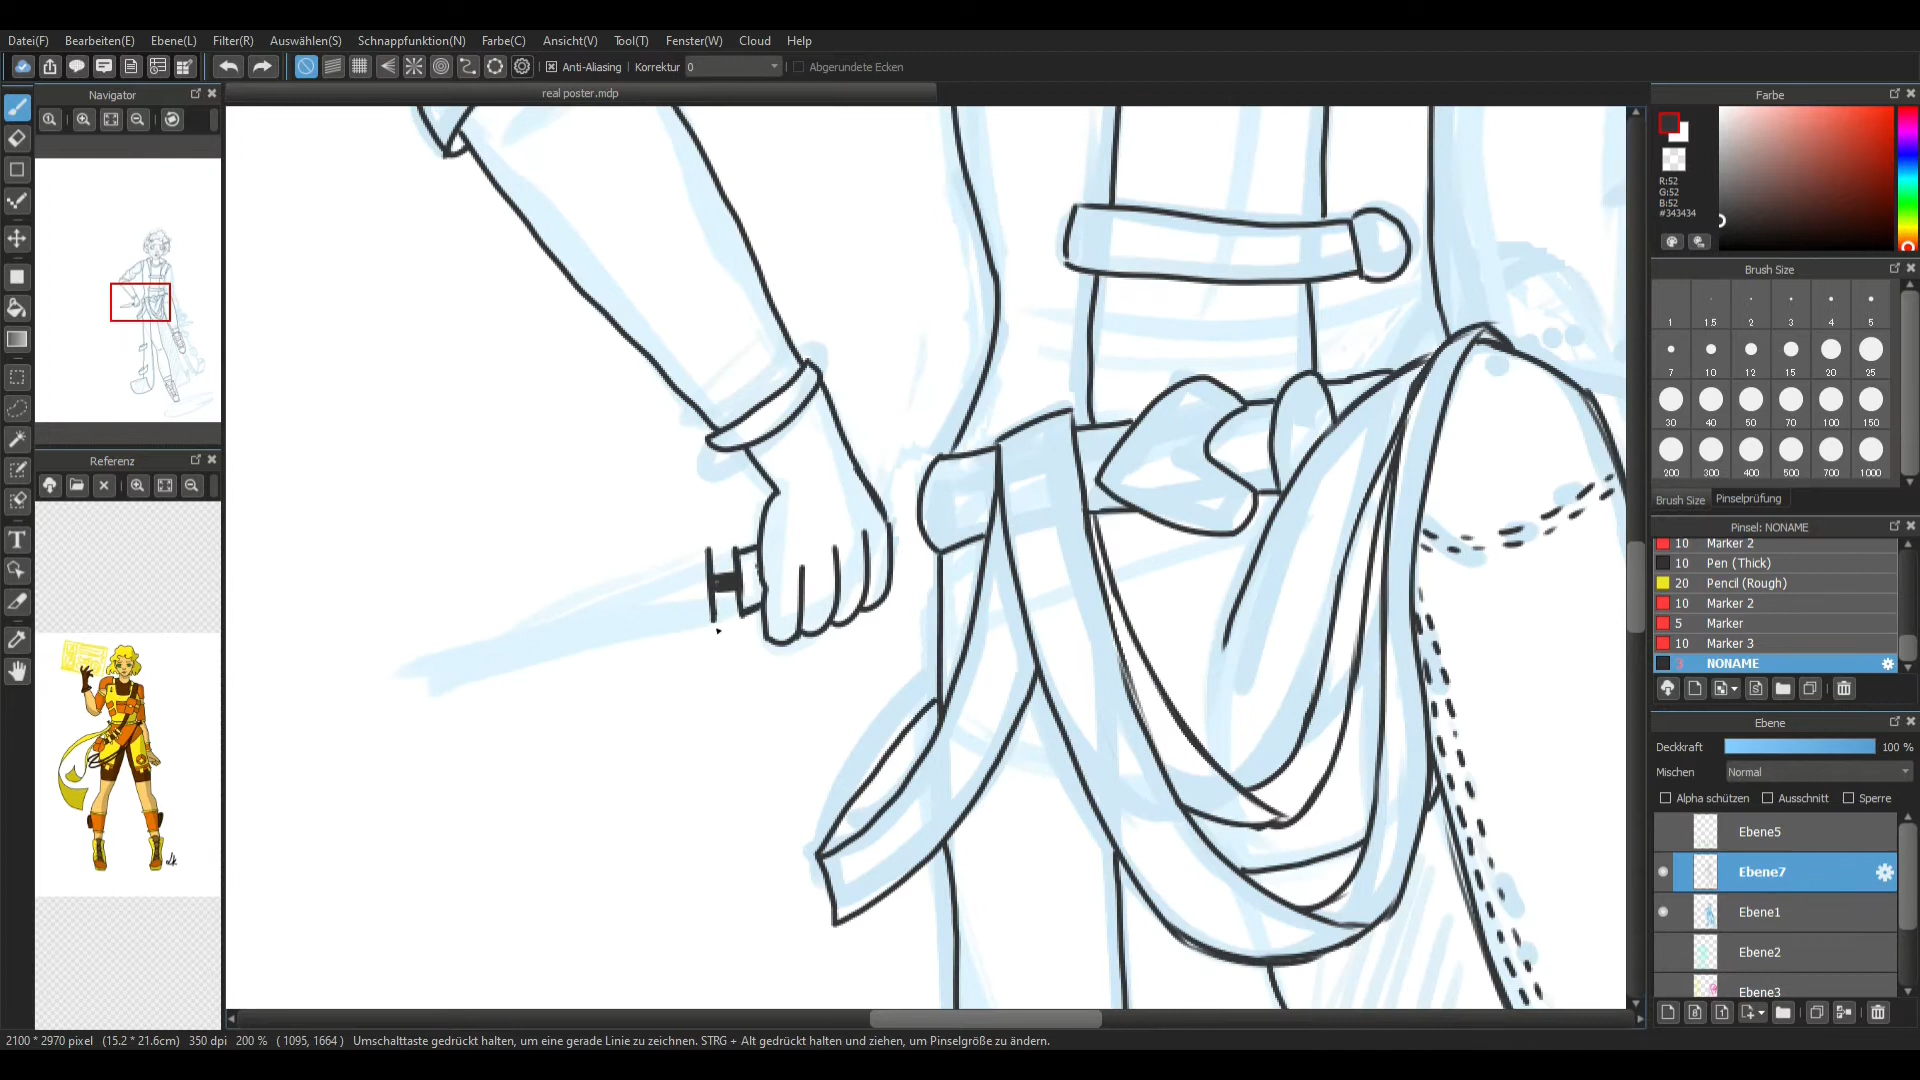 Datei(F) Bearbeiten(E) Ebene(L) Filter(R) Auswählen(S) Schnappfunktion(N) Farbe(C) Ansicht(V) Tool(T) Fenster(W) Cloud Help
Anti-Aliasing Korrektur 0 Abgerundete Ecken
Navigator
real poster.mdp
Referenz
Farbe
R:52
G:52
B:52
#343434
Brush Size
1 1.5 2 3 4 5
7 10 12 15 20 25
30 40 50 70 100 150
200 300 400 500 700 1000
Brush Size Pinselprüfung
Pinsel: NONAME
10 Marker 2
10 Pen (Thick)
20 Pencil (Rough)
10 Marker 2
5 Marker
10 Marker 3
3 NONAME
Ebene
Deckkraft 100 %
Mischen Normal
Alpha schützen Ausschnitt Sperre
Ebene5
Ebene7
Ebene1
Ebene2
Ebene3
2100 * 2970 pixel (15.2 * 21.6cm) 350 dpi 200 % ( 1095, 1664 ) Umschalttaste gedrückt halten, um eine gerade Linie zu zeichnen. STRG + Alt gedrückt halten und ziehen, um Pinselgröße zu ändern.